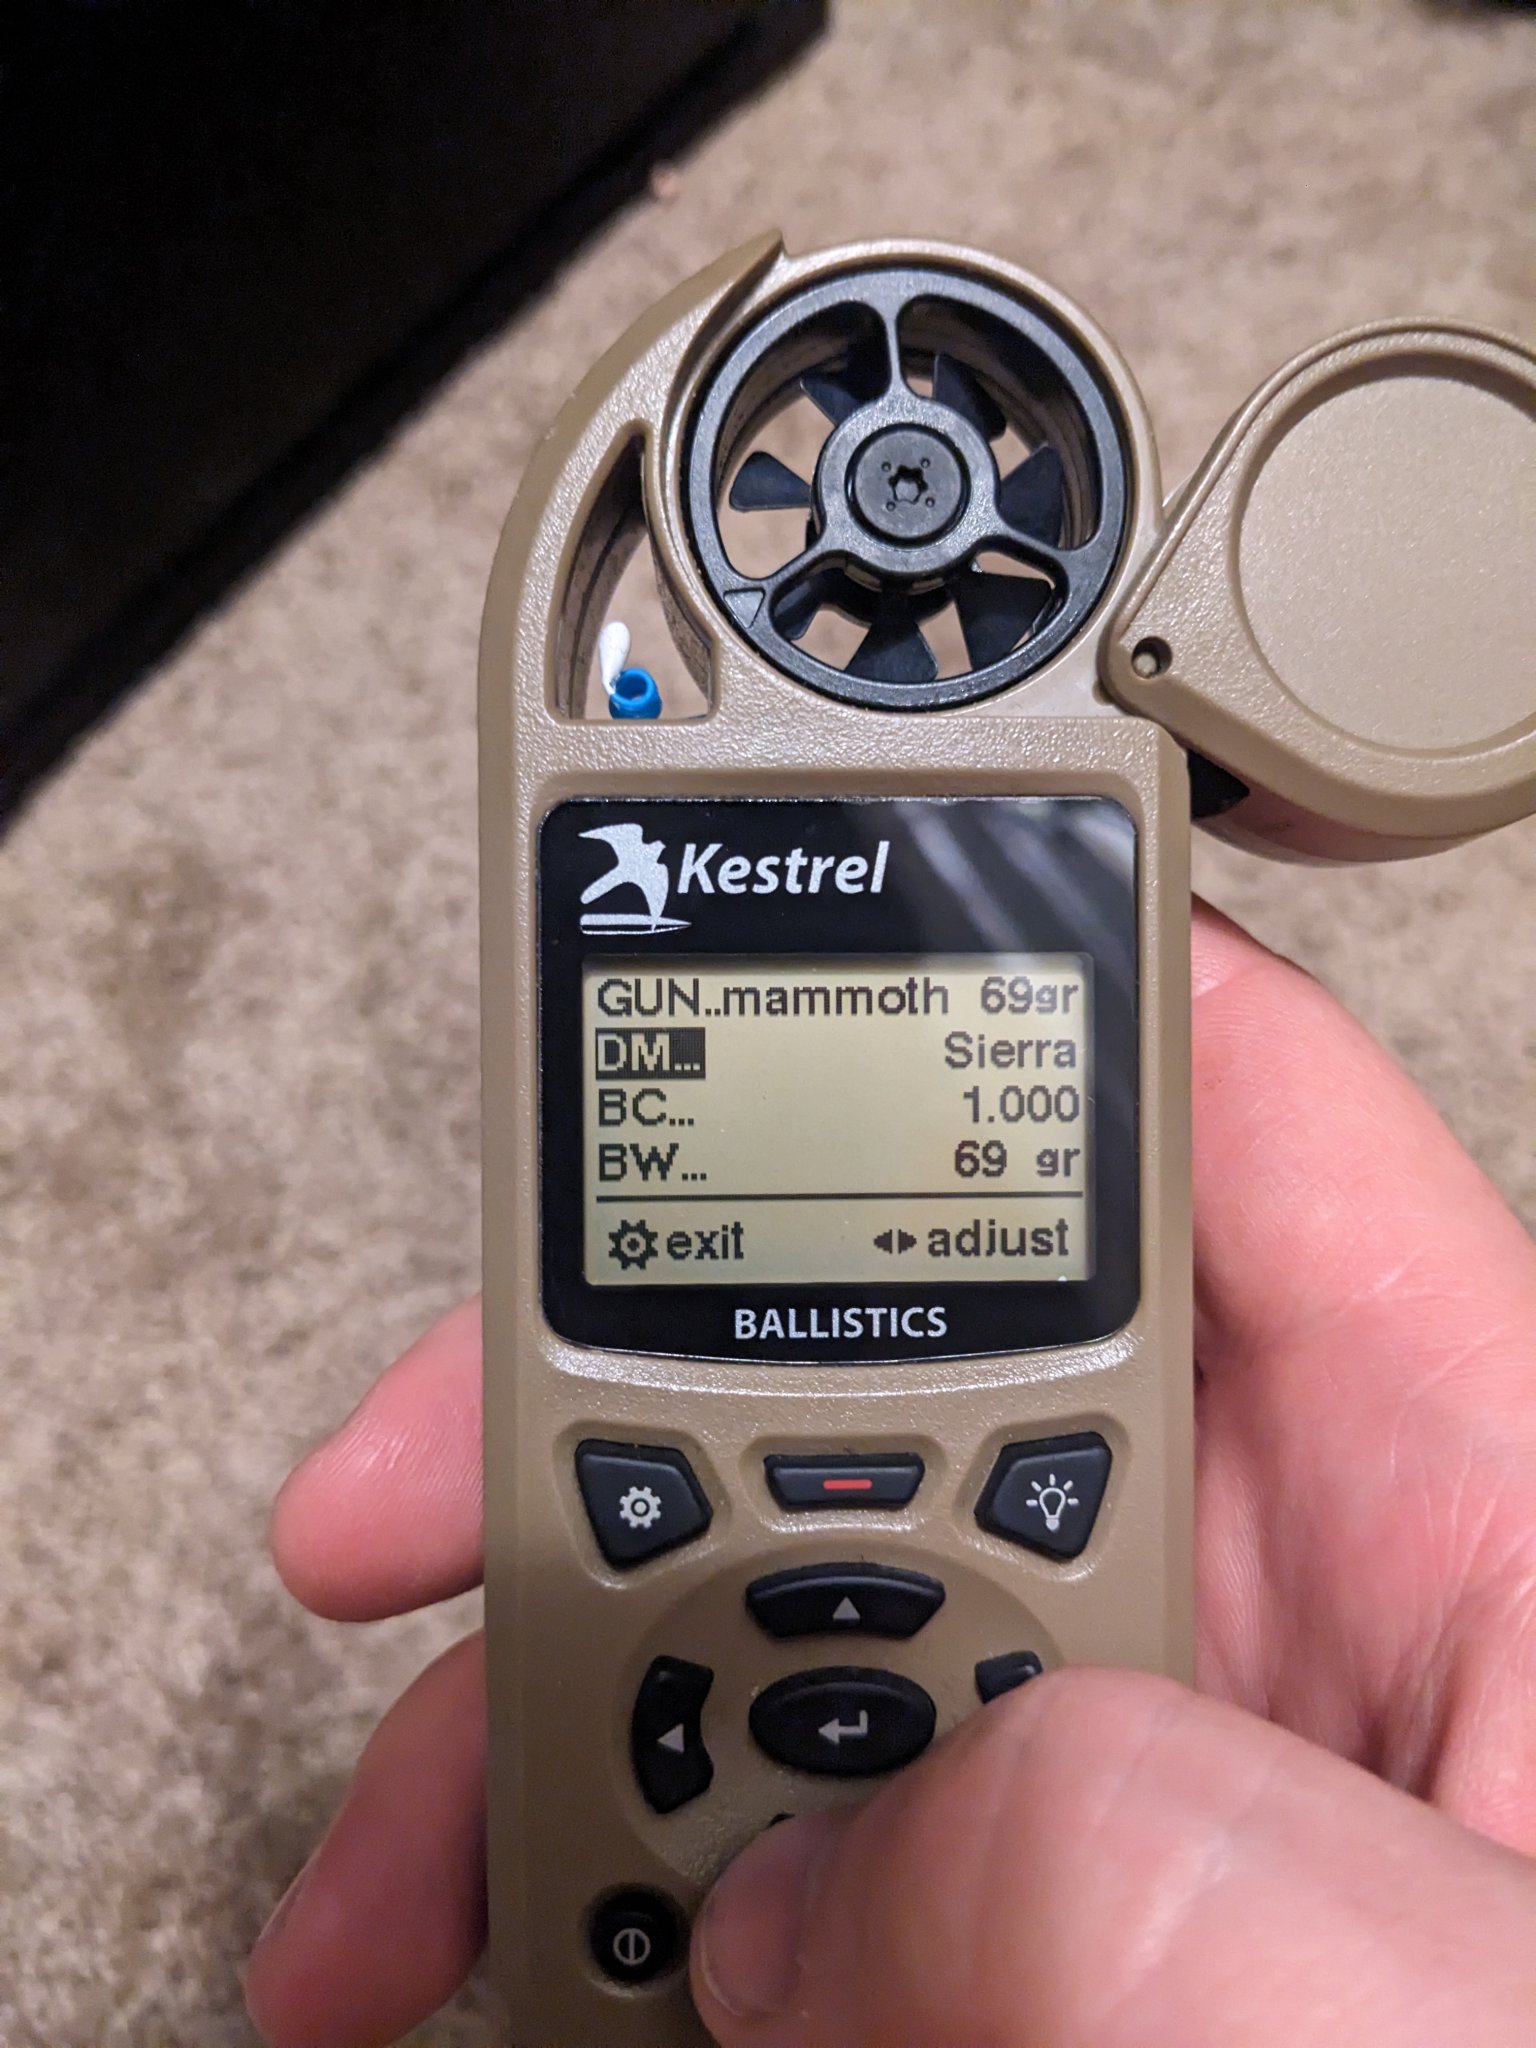 Kestrel
GUN..mammoth 69gr
DM... Sierra
BC... 1.000
BW... 69 gr
exit adjust
BALLISTICS